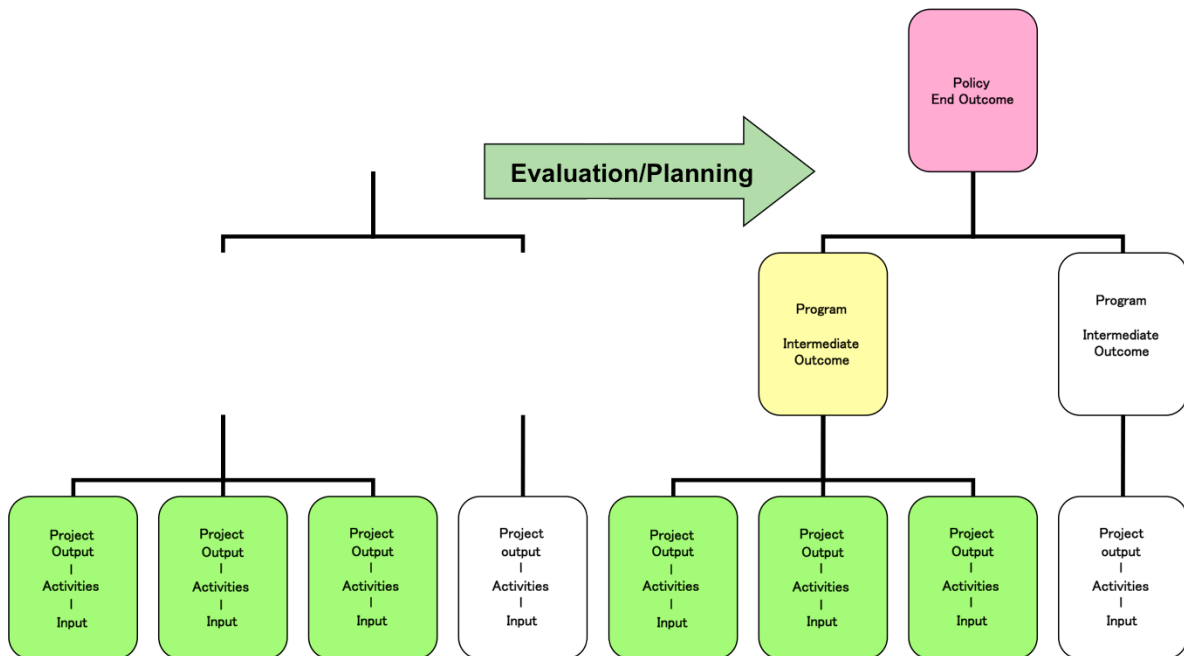 Policy
End Outcome
Evaluation/Planning
Program
Intermediate
Outcome
Program
Intermediate
Outcome
Project
Output
Activities
Input
Project
Output
Activities
Input
Project
Output
Activities
Input
Project
output
Activities
Input
Project
Output
Activities
Input
Project
Output
Activities
Input
Project
Output
Activities
Input
Project
output
Activities
Input